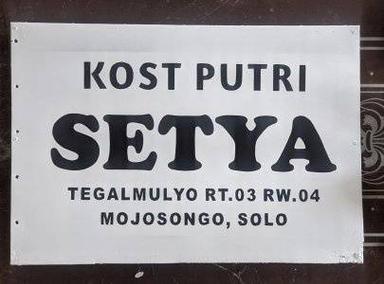 KOST PUTRI
SETYA
TEGALMULYO RT.03 RW.04
MOJOSONGO, SOLO